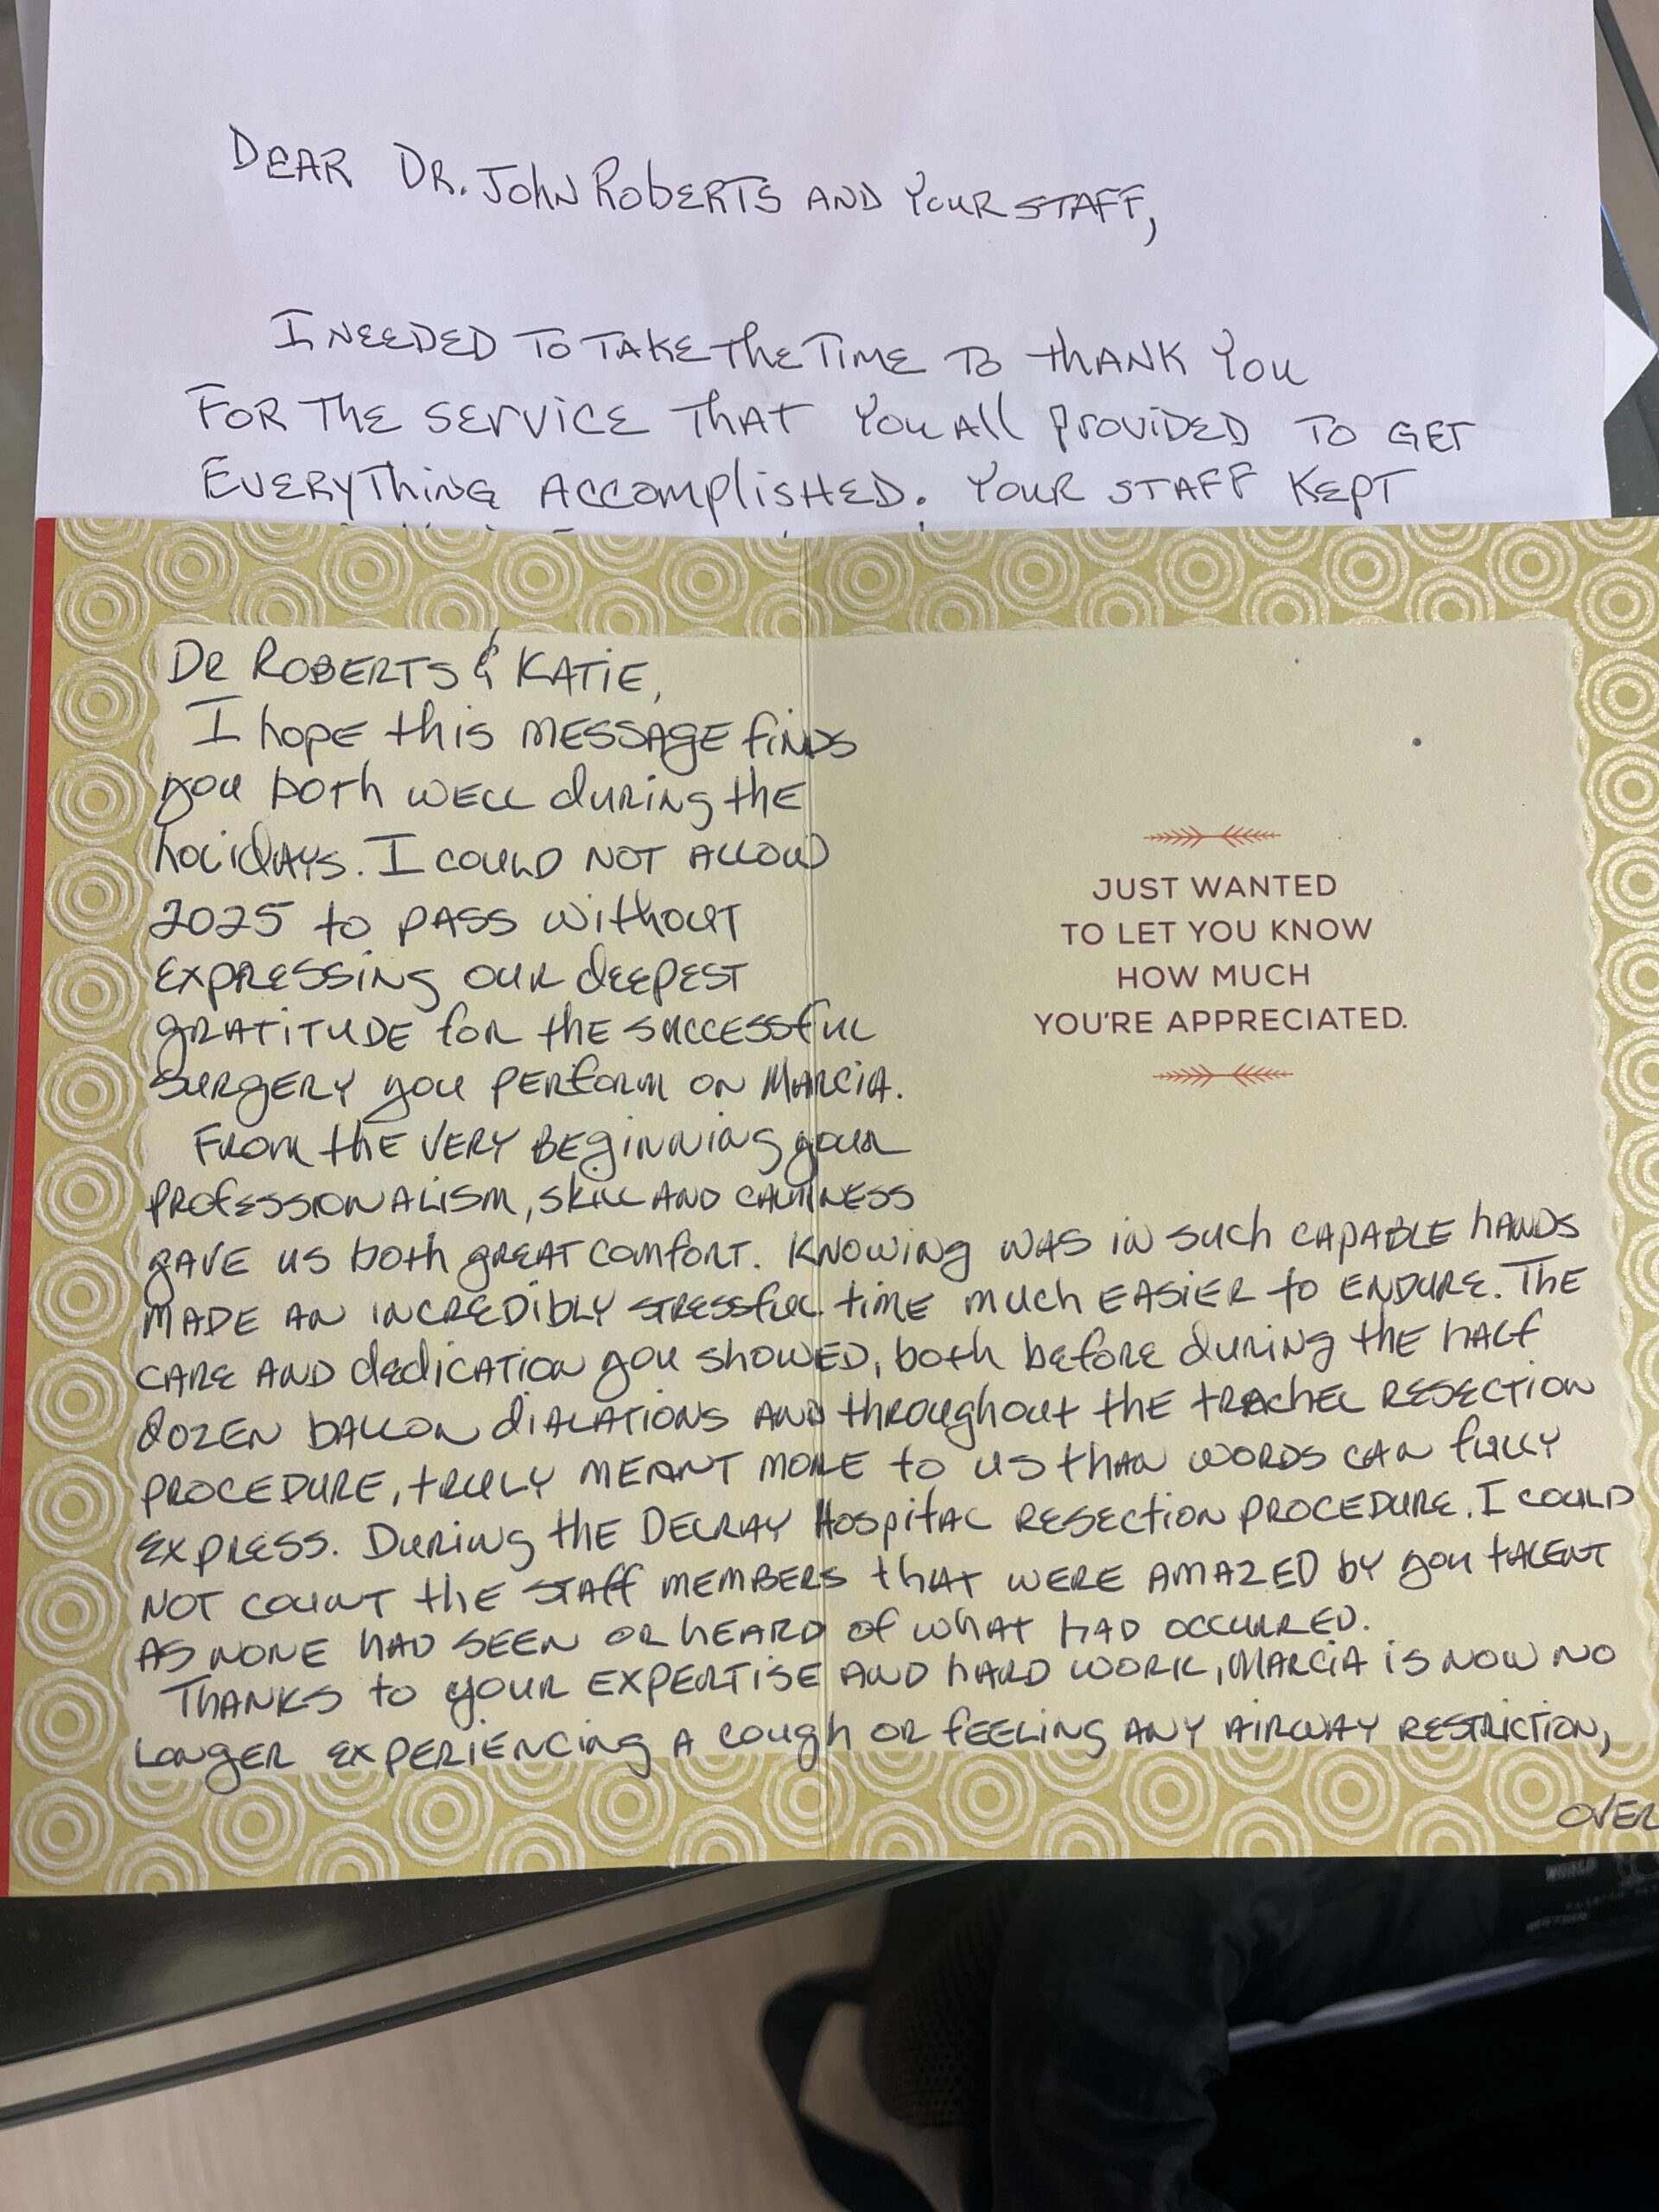 DEAR DR. JOHN ROBERTS AND YOUR STAFF,
I NEEDED TO TAKE THE TIME TO THANK YOU
FOR THE SERVICE THAT YOU All PROVIDED TO GET
EVERYTHING ACCOMPLISHED. YOUR STAFF KEPT
DR ROBERTS & KATIE,
I hope this MESSAGE finds
you both WELL during the
holidays. I COULD NOT ALLOW
2025 to PASS without
EXPRESSING OUR dEEPEST
gRATITUDE for the SUCCESSful
SURGERY you PERform ON MARCIA.
From the VERY BEginning your
PROfESSIONALISM, SKILL AND CALMNESS
gAVE us both gREAT COMfORT. KNOWing WAS in such CAPABLE hANDS
MADE AN INCREDIBLY STRESSful time much EASIER to ENDURE. THE
CARE AND dedication you SHOWED, both before during the HALf
dOZEN BALLON diALATIONS AND throughout the tRAchEL RESECTION
PROCEDURE, tRULY MEANT MORE to us than WORDS CAN fully
EXPRESS. During the DELRAY HOSPITAL RESECTION PROCEDURE. I COULD
NOT COUNT the STAff MEMBERS that WERE AMAZED by you tALENT
AS NONE HAD SEEN OR hEARD of what HAD OCCURRED.
THANKS to your EXPERTISE AND hARD WORK, MARCIA is NOW NO
LONGER EXPERIENCing A cough OR fEELing ANY AIRWAY RESTRICTION,
OVER
JUST WANTED
TO LET YOU KNOW
HOW MUCH
YOU'RE APPRECIATED.
WORLD